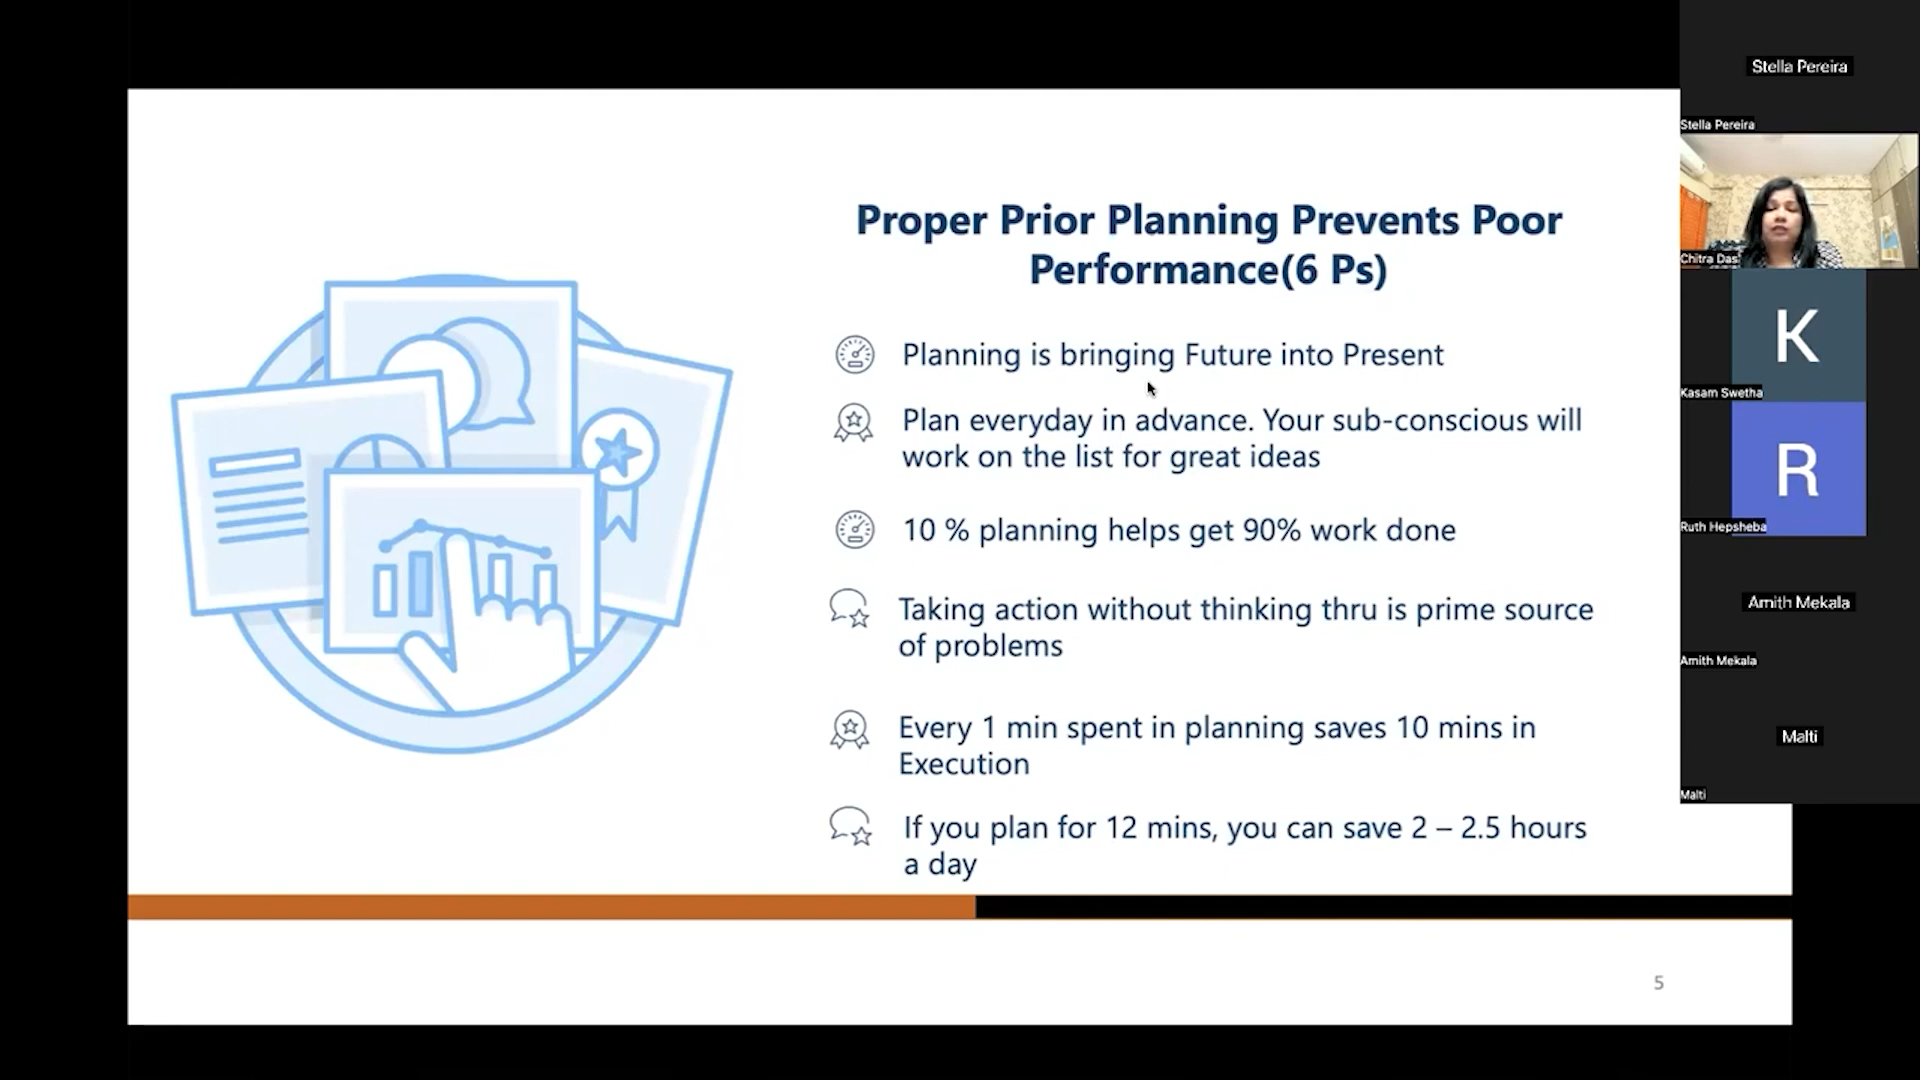 Proper Prior Planning Prevents Poor
Performance(6 Ps)
Planning is bringing Future into Present
Plan everyday in advance. Your sub-conscious will
work on the list for great ideas
10 % planning helps get 90% work done
Taking action without thinking thru is prime source
of problems
Every 1 min spent in planning saves 10 mins in
Execution
If you plan for 12 mins, you can save 2 – 2.5 hours
a day
5
Stella Pereira
Stella Pereira
Chitra Das
K
Kasam Swetha
R
Ruth Hepsheba
Amith Mekala
Amith Mekala
Malti
Malti